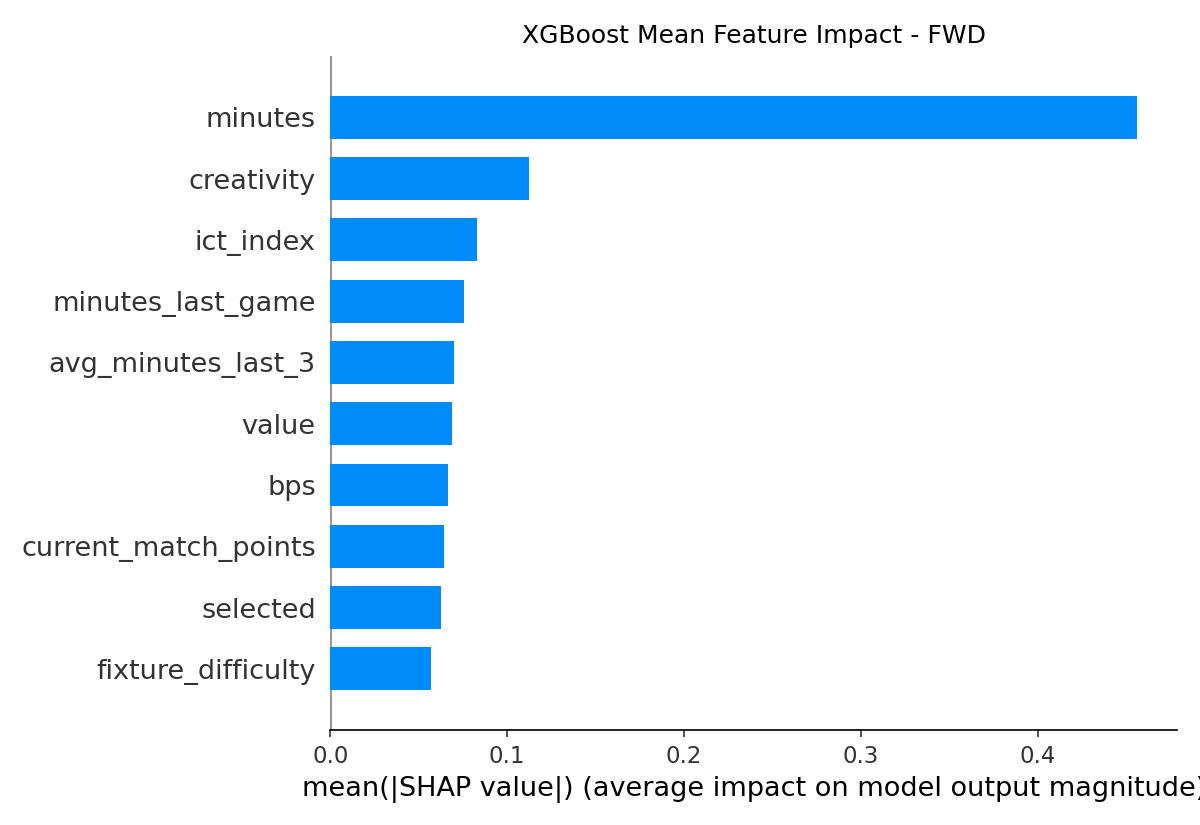 XGBoost Mean Feature Impact - FWD
minutes
creativity
ict_index
minutes_last_game
avg_minutes_last_3
value
bps
current_match_points
selected
fixture_difficulty
0.0 0.1 0.2 0.3 0.4
mean(|SHAP value|) (average impact on model output magnitude)